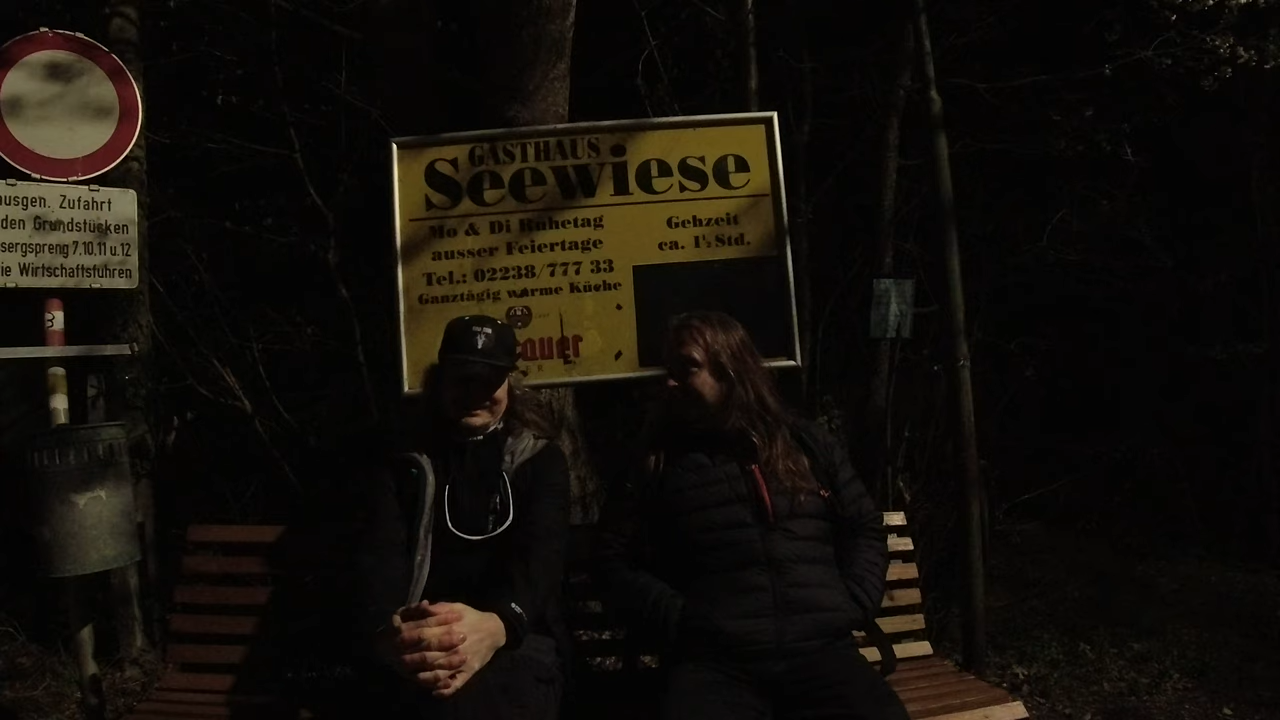 ausgen. Zufahrt
den Grundstücken
sergspreng 7.10.11 u.12
ie Wirtschaftsfuhren
GASTHAUS
Seewiese
Mo & Di Ruhetag
ausser Feiertage
Tel.: 02238/777 33
Ganztägig warme Küche
Gehzeit
ca. 1½ Std.
auer